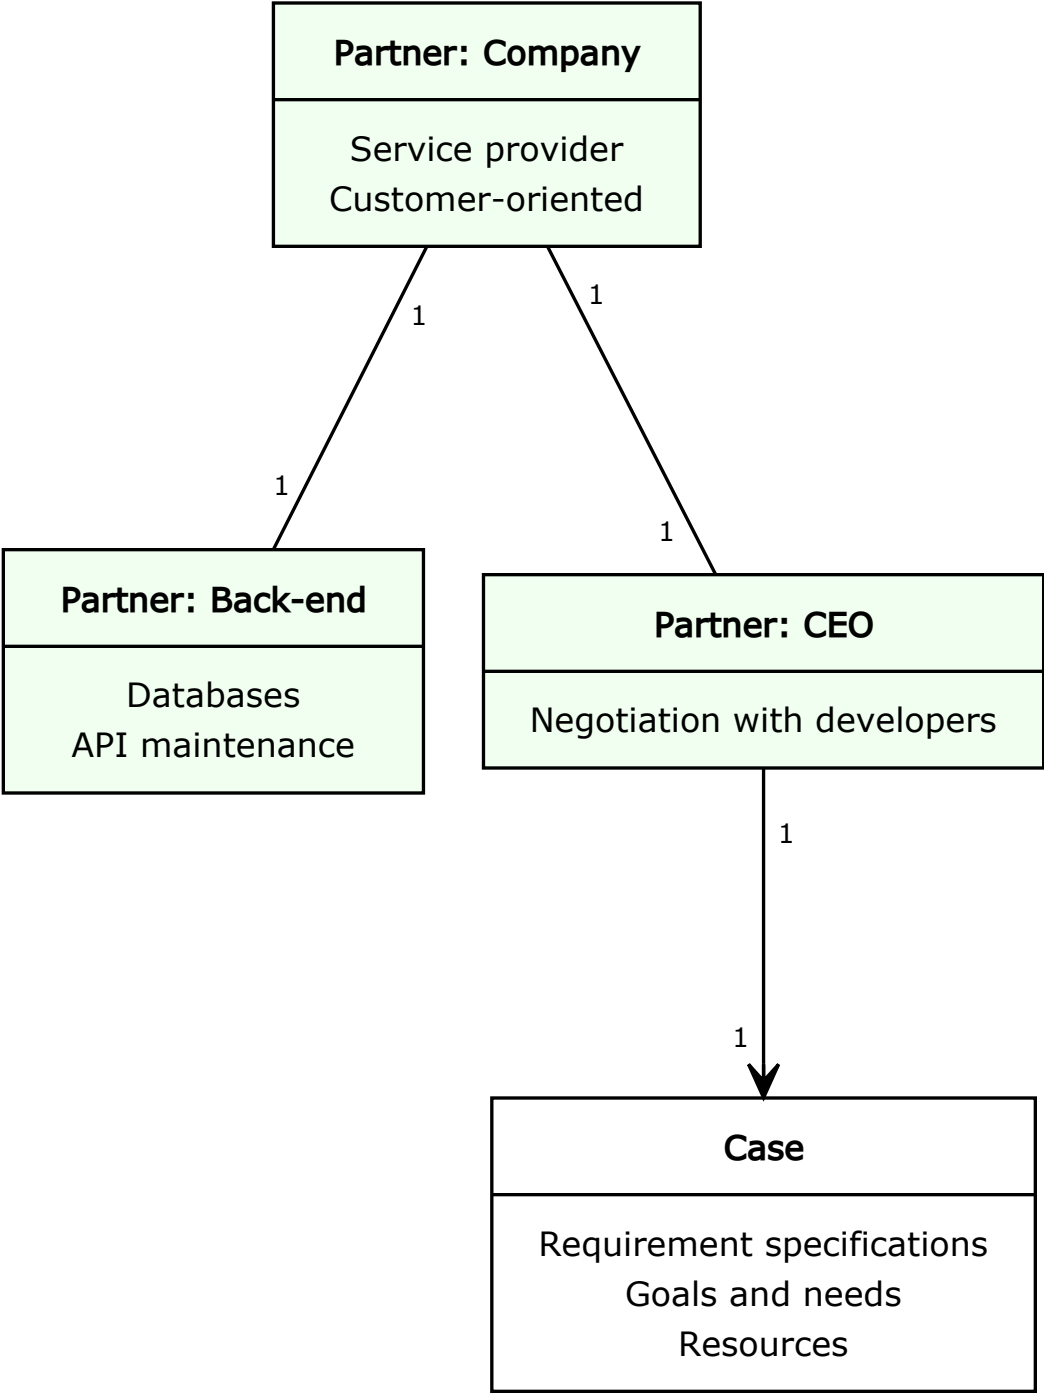 Partner: Company
Service provider
Customer-oriented
1
1
1
1
Partner: Back-end
Databases
API maintenance
Partner: CEO
Negotiation with developers
1
1
Case
Requirement specifications
Goals and needs
Resources